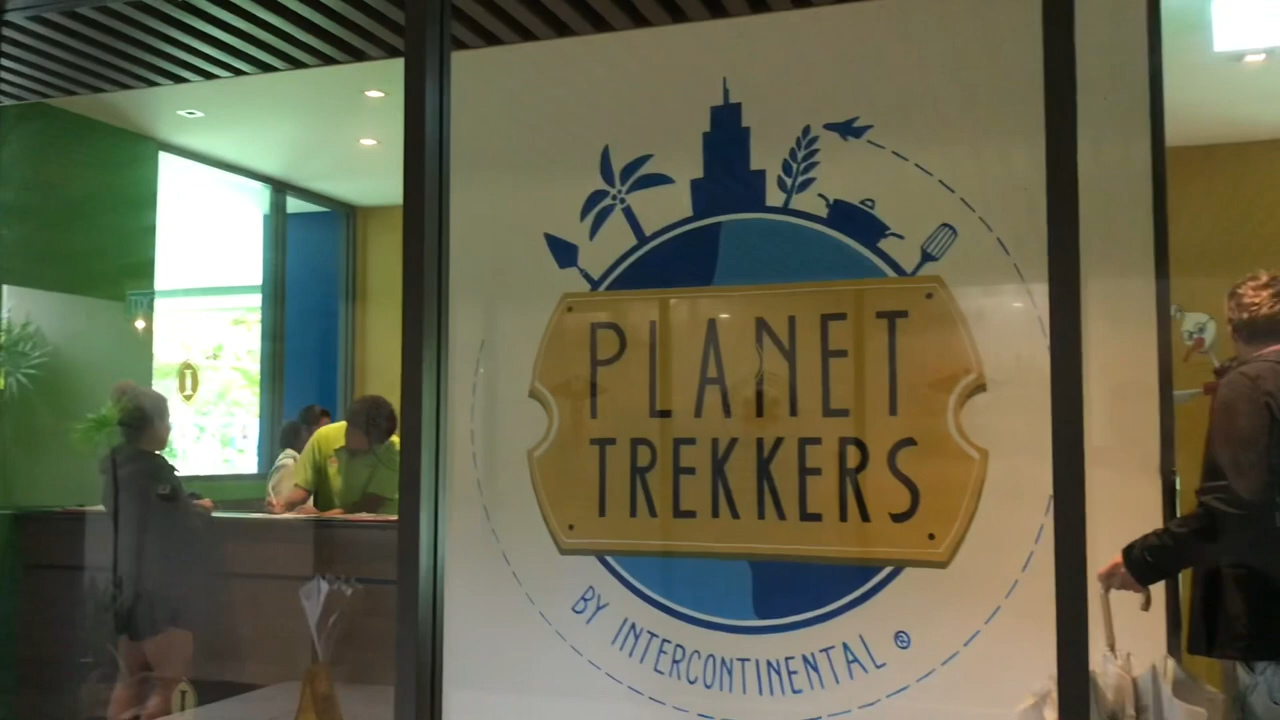 PLANET
TREKKERS
BY INTERCONTINENTAL ®
I
I